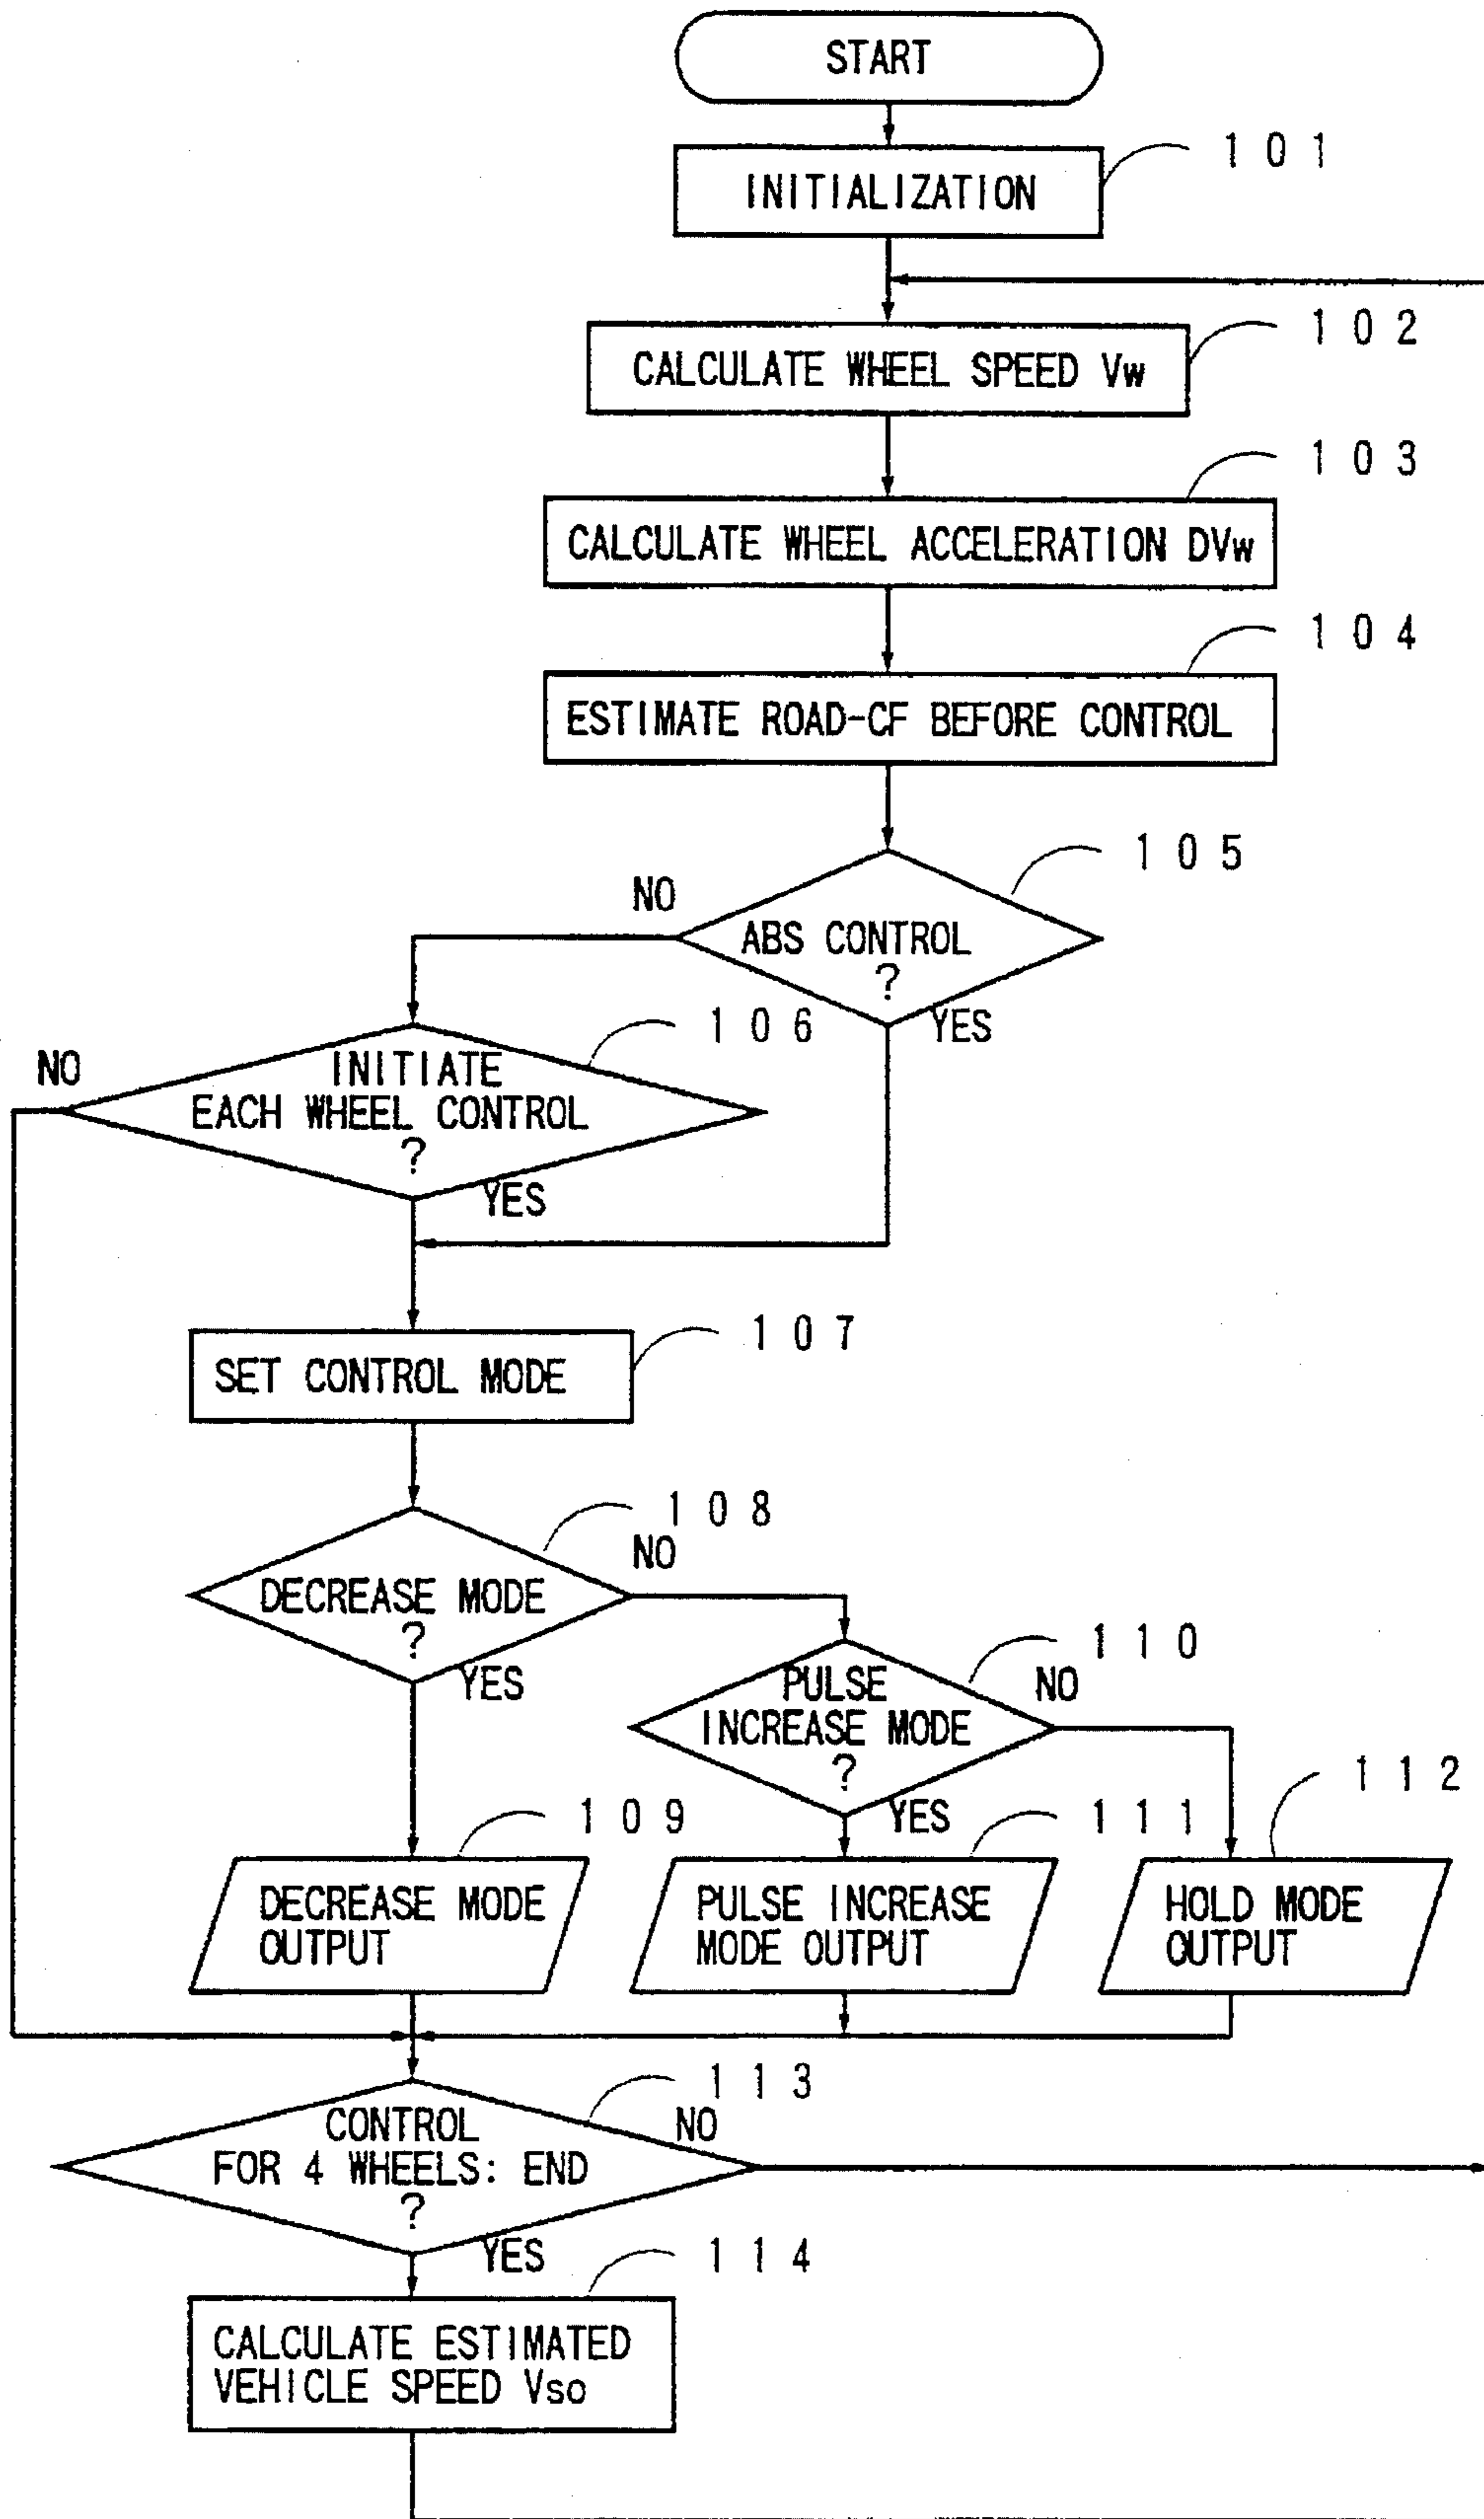 START
101
INITIALIZATION
102
CALCULATE WHEEL SPEED Vw
103
CALCULATE WHEEL ACCELERATION DVw
104
ESTIMATE ROAD-CF BEFORE CONTROL
105
NO
ABS CONTROL
?
YES
106
NO
INITIATE
EACH WHEEL CONTROL
?
YES
107
SET CONTROL MODE
108
NO
DECREASE MODE
?
YES
110
PULSE
INCREASE MODE
?
NO
YES
109
111
112
DECREASE MODE
OUTPUT
PULSE INCREASE
MODE OUTPUT
HOLD MODE
OUTPUT
113
CONTROL
FOR 4 WHEELS: END
?
NO
YES
114
CALCULATE ESTIMATED
VEHICLE SPEED Vso